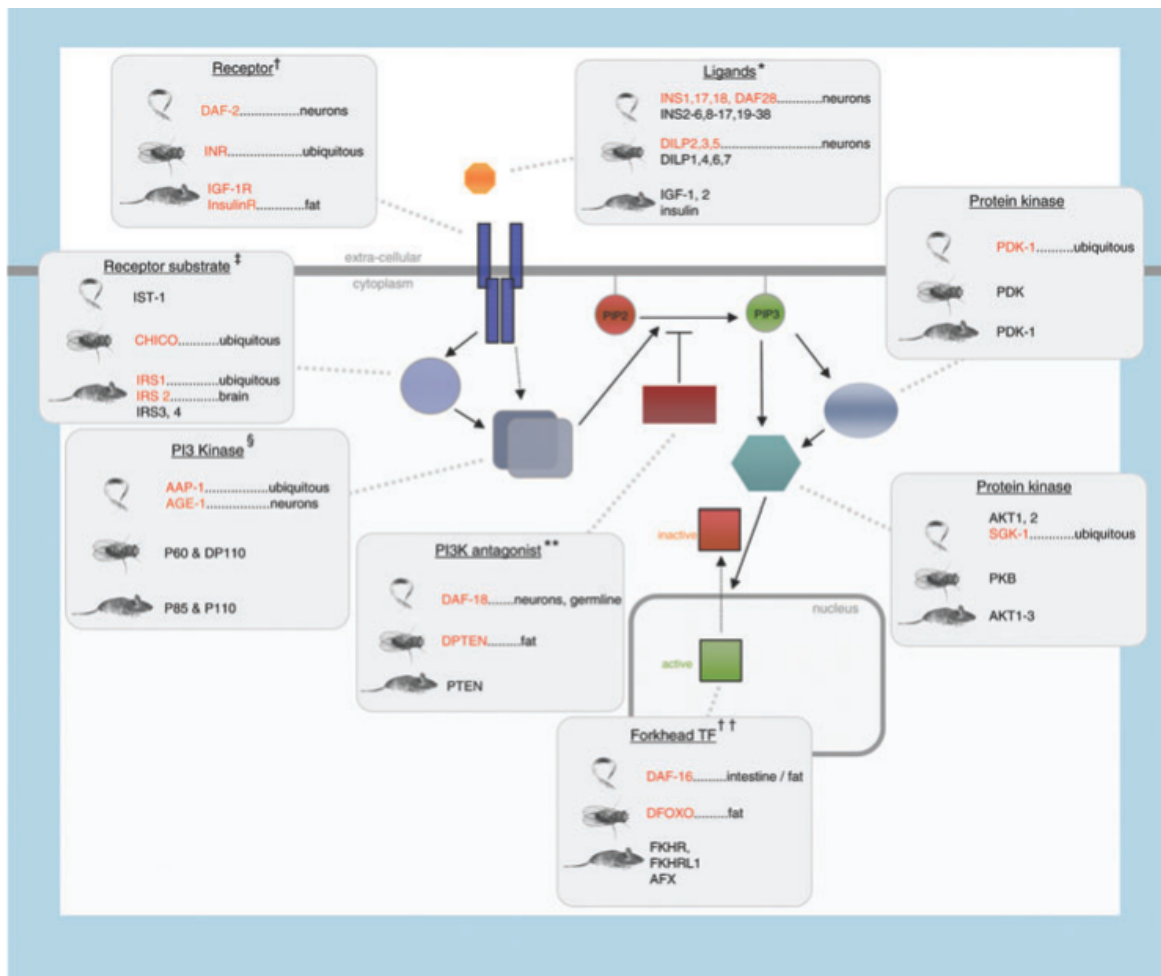 Receptor†
DAF-2..............neurons
INR.....................ubiquitous
IGF-1R
InsulinR..........fat
Ligands*
INS1,17,18, DAF28............neurons
INS2-6,8-17,19-38
DILP2,3,5........................neurons
DILP1,4,6,7
IGF-1, 2
insulin
Protein kinase
PDK-1..........ubiquitous
PDK
PDK-1
extra-cellular
cytoplasm
Receptor substrate‡
IST-1
CHICO...........ubiquitous
IRS1...............ubiquitous
IRS 2..............brain
IRS3, 4
PIP2
PIP3
PI3 Kinase§
AAP-1................ubiquitous
AGE-1................neurons
P60 & DP110
P85 & P110
PI3K antagonist**
DAF-18.......neurons, germline
DPTEN.........fat
PTEN
inactive
active
nucleus
Protein kinase
AKT1, 2
SGK-1..........ubiquitous
PKB
AKT1-3
Forkhead TF††
DAF-16.........intestine / fat
DFOXO.........fat
FKHR,
FKHRL1
AFX